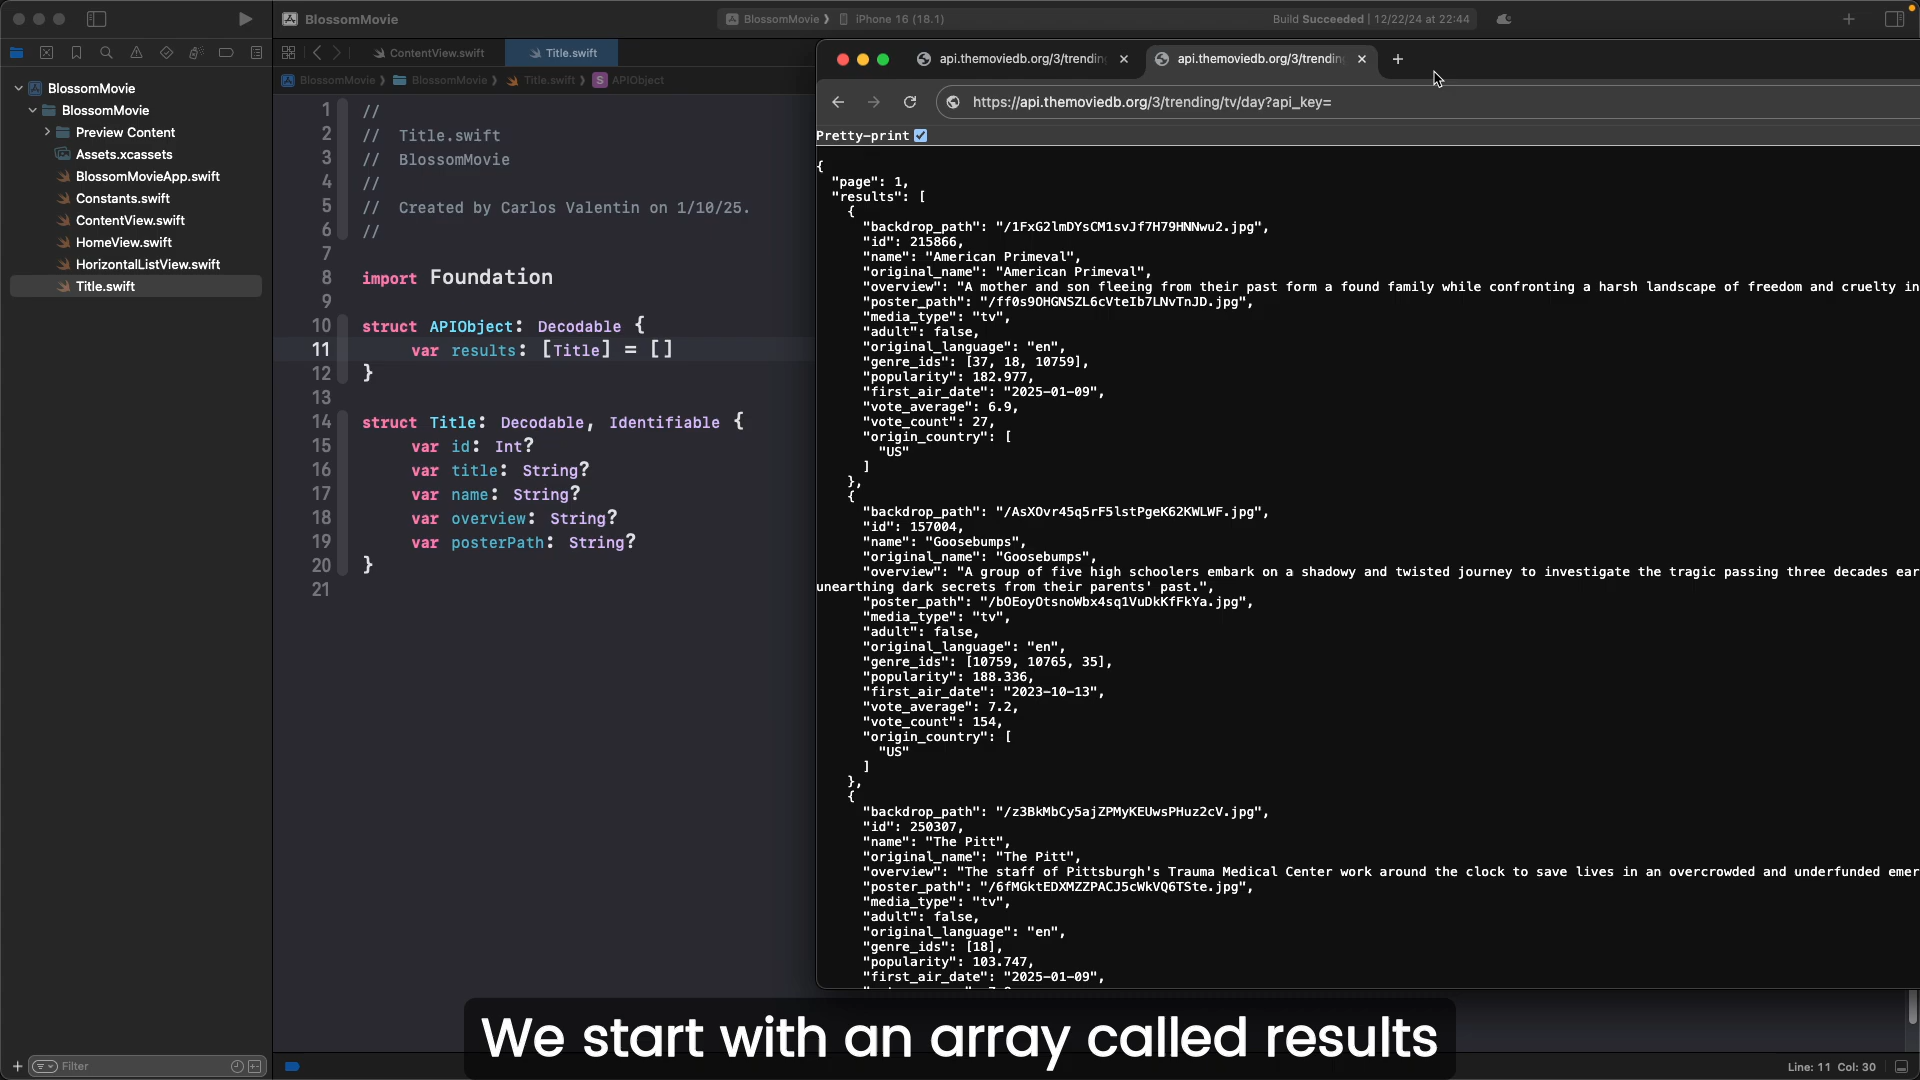 BlossomMovie
BlossomMovie ❯ iPhone 16 (18.1)
Build Succeeded | 12/22/24 at 22:44
ContentView.swift
Title.swift
BlossomMovie ❯ BlossomMovie ❯ Title.swift ❯ S APIObject
BlossomMovie
BlossomMovie
Preview Content
Assets.xcassets
BlossomMovieApp.swift
Constants.swift
ContentView.swift
HomeView.swift
HorizontalListView.swift
Title.swift
Filter
1 //
2 // Title.swift
3 // BlossomMovie
4 //
5 // Created by Carlos Valentin on 1/10/25.
6 //
7
8 import Foundation
9
10 struct APIObject: Decodable {
11 var results: [Title] = []
12 }
13
14 struct Title: Decodable, Identifiable {
15 var id: Int?
16 var title: String?
17 var name: String?
18 var overview: String?
19 var posterPath: String?
20 }
21
api.themoviedb.org/3/trendin
api.themoviedb.org/3/trendin
https://api.themoviedb.org/3/trending/tv/day?api_key=
Pretty-print
{
"page": 1,
"results": [
{
"backdrop_path": "/1FxG2lmDYsCM1svJf7H79HNNwu2.jpg",
"id": 215866,
"name": "American Primeval",
"original_name": "American Primeval",
"overview": "A mother and son fleeing from their past form a found family while confronting a harsh landscape of freedom and cruelty in
"poster_path": "/ff0s9OHGNSZL6cVteIb7LNvTnJD.jpg",
"media_type": "tv",
"adult": false,
"original_language": "en",
"genre_ids": [37, 18, 10759],
"popularity": 182.977,
"first_air_date": "2025-01-09",
"vote_average": 6.9,
"vote_count": 27,
"origin_country": [
"US"
]
},
{
"backdrop_path": "/AsXOvr45q5rF5lstPgeK62KWLWF.jpg",
"id": 157004,
"name": "Goosebumps",
"original_name": "Goosebumps",
"overview": "A group of five high schoolers embark on a shadowy and twisted journey to investigate the tragic passing three decades ear
unearthing dark secrets from their parents' past.",
"poster_path": "/bOEoyOtsnoWbx4sq1VuDkKfFkYa.jpg",
"media_type": "tv",
"adult": false,
"original_language": "en",
"genre_ids": [10759, 10765, 35],
"popularity": 188.336,
"first_air_date": "2023-10-13",
"vote_average": 7.2,
"vote_count": 154,
"origin_country": [
"US"
]
},
{
"backdrop_path": "/z3BkMbCy5ajZPMyKEUwsPHuz2cV.jpg",
"id": 250307,
"name": "The Pitt",
"original_name": "The Pitt",
"overview": "The staff of Pittsburgh's Trauma Medical Center work around the clock to save lives in an overcrowded and underfunded emer
"poster_path": "/6fMGktEDXMZZPACJ5cWkVQ6TSte.jpg",
"media_type": "tv",
"adult": false,
"original_language": "en",
"genre_ids": [18],
"popularity": 103.747,
"first_air_date": "2025-01-09",
We start with an array called results
Line: 11 Col: 30